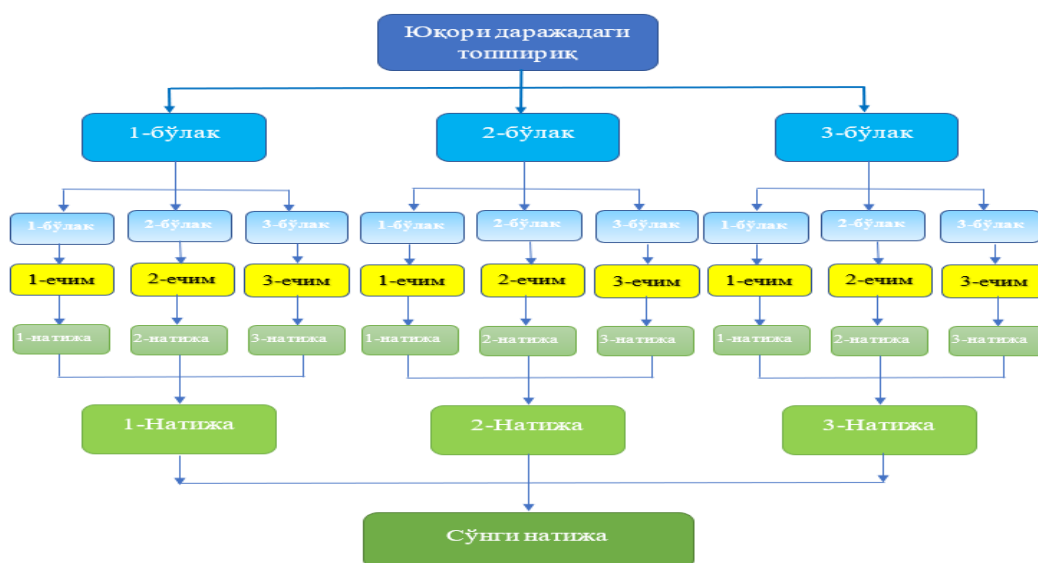 Юқори даражадаги
топшириқ
1-бўлак
2-бўлак
3-бўлак
1-бўлак
2-бўлак
3-бўлак
1-бўлак
2-бўлак
3-бўлак
1-бўлак
2-бўлак
3-бўлак
1-ечим
2-ечим
3-ечим
1-ечим
2-ечим
3-ечим
1-ечим
2-ечим
3-ечим
1-натижа
2-натижа
3-натижа
1-натижа
2-натижа
3-натижа
1-натижа
2-натижа
3-натижа
1-Натижа
2-Натижа
3-Натижа
Сўнги натижа